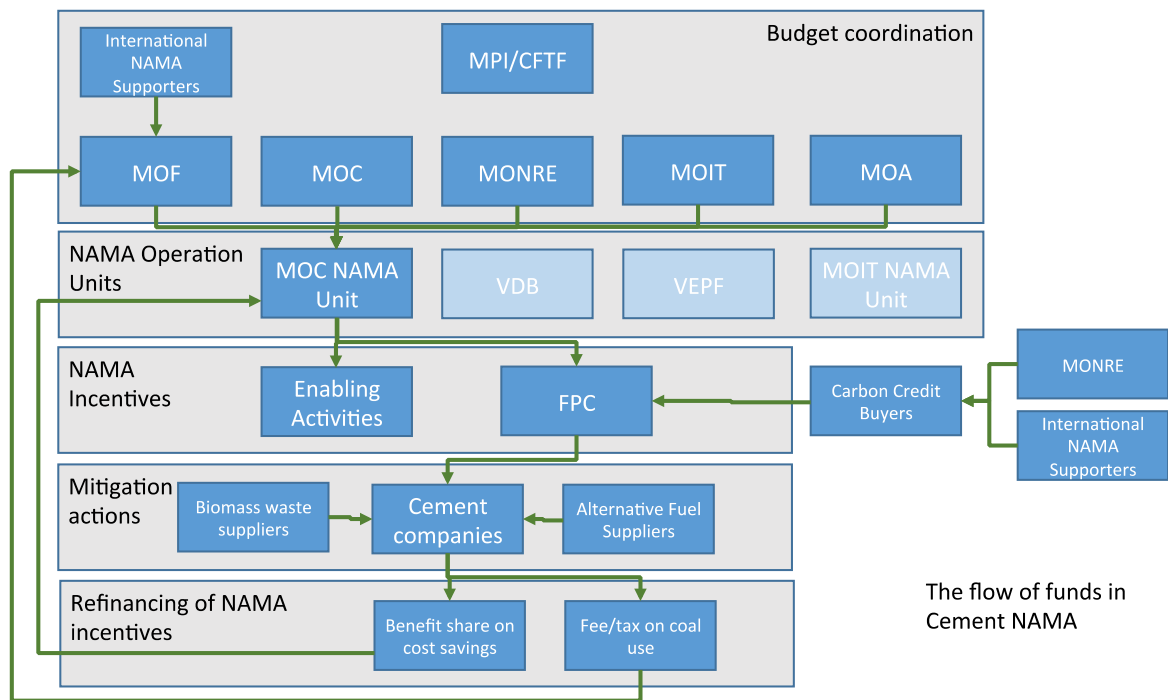 Budget coordination
International
NAMA
Supporters
MPI/CFTF
MOF
MOC
MONRE
MOIT
MOA
NAMA Operation
Units
MOC NAMA
Unit
VDB
VEPF
MOIT NAMA
Unit
NAMA
Incentives
Enabling
Activities
FPC
Carbon Credit
Buyers
MONRE
International
NAMA
Supporters
Mitigation
actions
Biomass waste
suppliers
Cement
companies
Alternative Fuel
Suppliers
Refinancing of NAMA
incentives
Benefit share on
cost savings
Fee/tax on coal
use
The flow of funds in
Cement NAMA